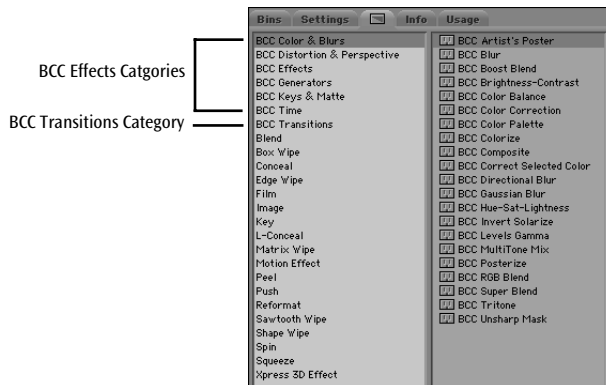 Bins Settings Info Usage
BCC Effects Catgories
BCC Transitions Category
BCC Color & Blurs
BCC Distortion & Perspective
BCC Effects
BCC Generators
BCC Keys & Matte
BCC Time
BCC Transitions
Blend
Box Wipe
Conceal
Edge Wipe
Film
Image
Key
L-Conceal
Matrix Wipe
Motion Effect
Peel
Push
Reformat
Sawtooth Wipe
Shape Wipe
Spin
Squeeze
Xpress 3D Effect
BCC Artist's Poster
BCC Blur
BCC Boost Blend
BCC Brightness-Contrast
BCC Color Balance
BCC Color Correction
BCC Color Palette
BCC Colorize
BCC Composite
BCC Correct Selected Color
BCC Directional Blur
BCC Gaussian Blur
BCC Hue-Sat-Lightness
BCC Invert Solarize
BCC Levels Gamma
BCC MultiTone Mix
BCC Posterize
BCC RGB Blend
BCC Super Blend
BCC Tritone
BCC Unsharp Mask